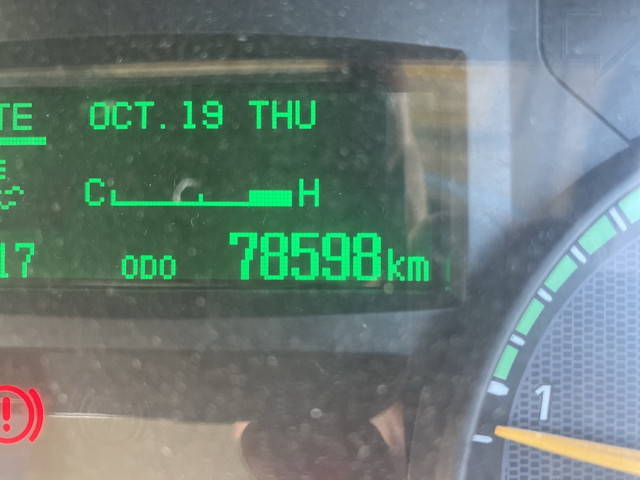 TE OCT.19 THU
E
°C C H
17 ODO 78598km
1